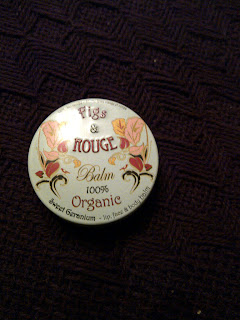 Figs
&
ROUGE
Balm
100%
Organic
Sweet Geranium - lip, face & body balm